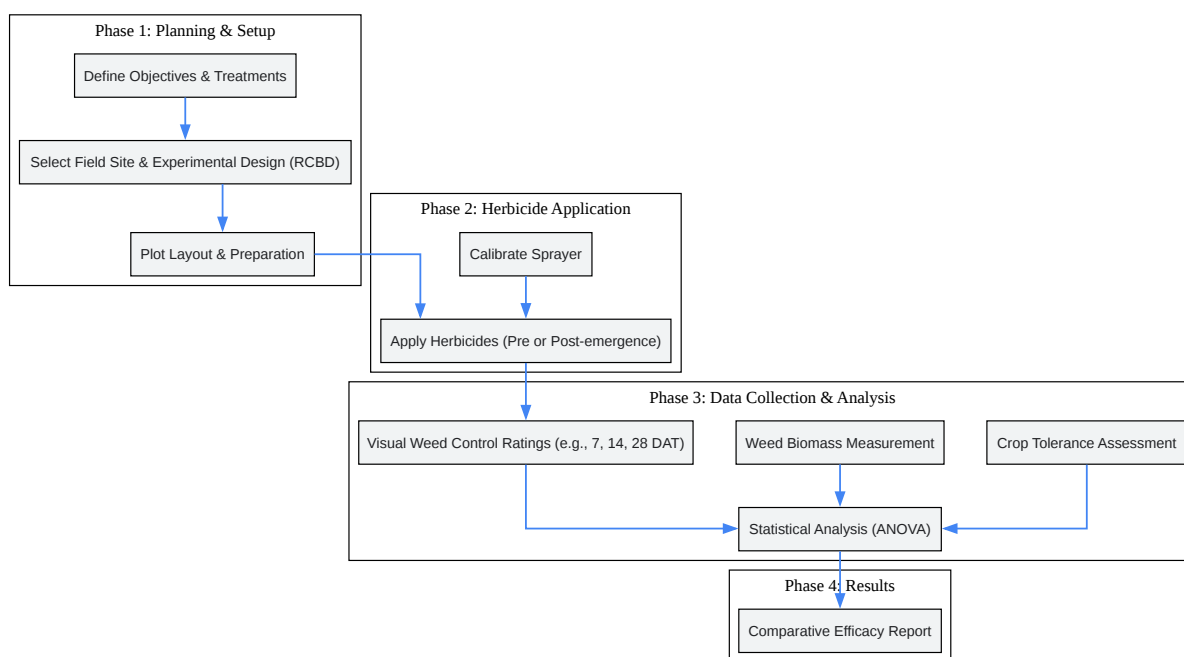 Phase 1: Planning & Setup
Define Objectives & Treatments
Select Field Site & Experimental Design (RCBD)
Plot Layout & Preparation
Phase 2: Herbicide Application
Calibrate Sprayer
Apply Herbicides (Pre or Post-emergence)
Phase 3: Data Collection & Analysis
Visual Weed Control Ratings (e.g., 7, 14, 28 DAT)
Weed Biomass Measurement
Crop Tolerance Assessment
Statistical Analysis (ANOVA)
Phase 4: Results
Comparative Efficacy Report